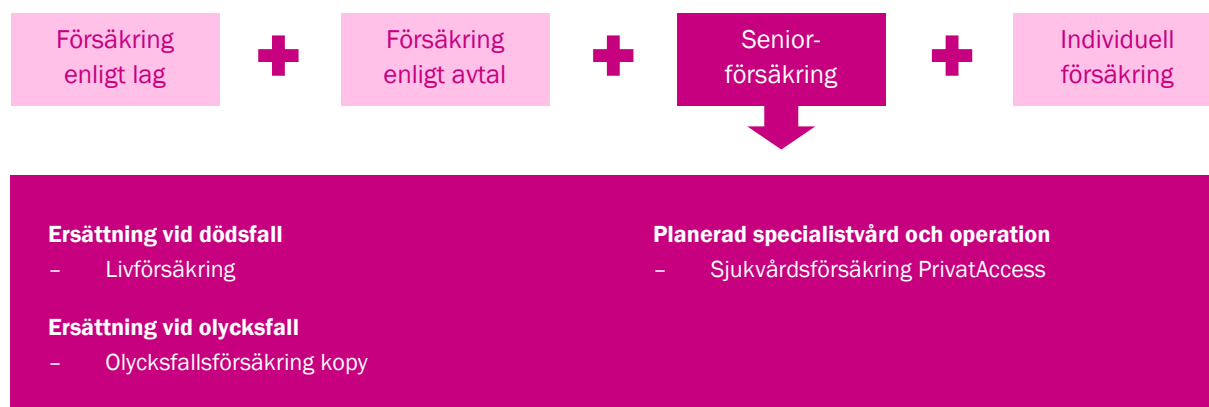 Försäkring
enligt lag
Försäkring
enligt avtal
Senior-
försäkring
Individuell
försäkring
Ersättning vid dödsfall
– Livförsäkring
Ersättning vid olycksfall
– Olycksfallsförsäkring kopy
Planerad specialistvård och operation
– Sjukvårdsförsäkring PrivatAccess